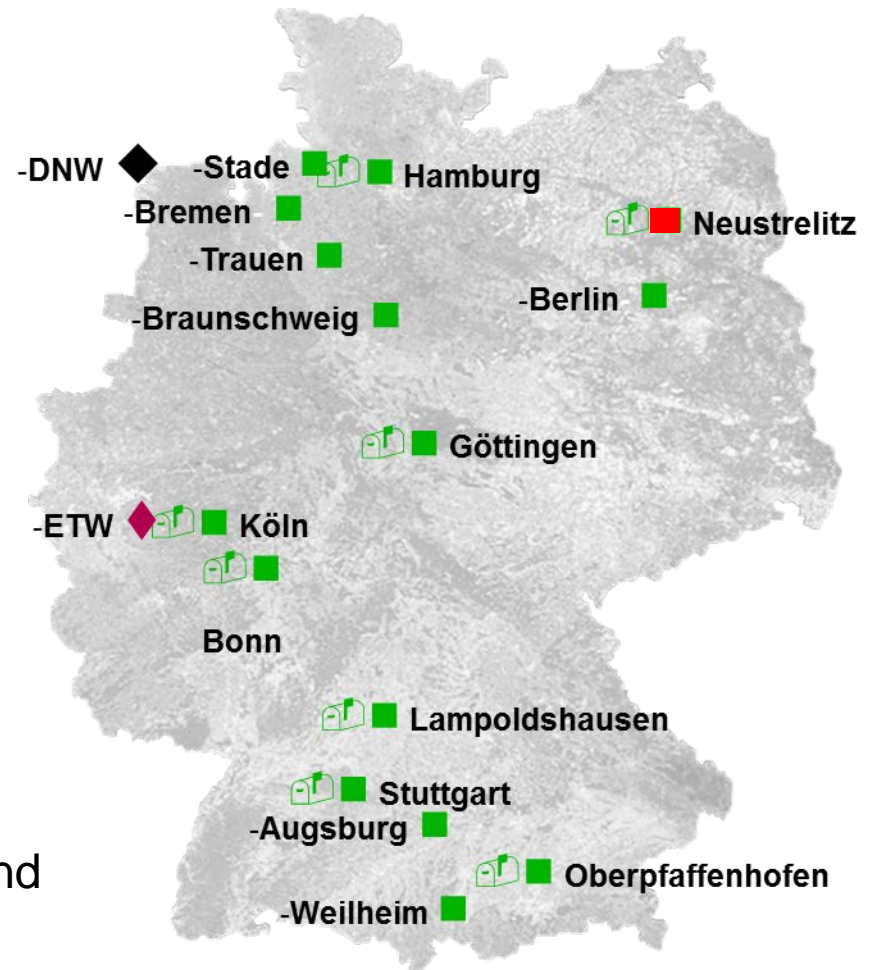 -DNW
-Stade
Hamburg
-Bremen
Neustrelitz
-Trauen
-Berlin
-Braunschweig
Göttingen
-ETW
Köln
Bonn
Lampoldshausen
Stuttgart
-Augsburg
nd
Oberpfaffenhofen
-Weilheim